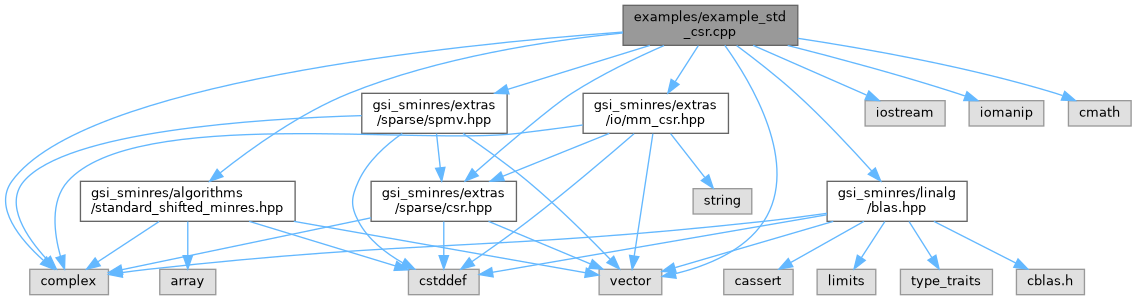 examples/example_std
_csr.cpp
gsi_sminres/extras
/sparse/spmv.hpp
gsi_sminres/extras
/io/mm_csr.hpp
iostream
iomanip
cmath
gsi_sminres/algorithms
/standard_shifted_minres.hpp
gsi_sminres/extras
/sparse/csr.hpp
string
gsi_sminres/linalg
/blas.hpp
complex
array
cstddef
vector
cassert
limits
type_traits
cblas.h